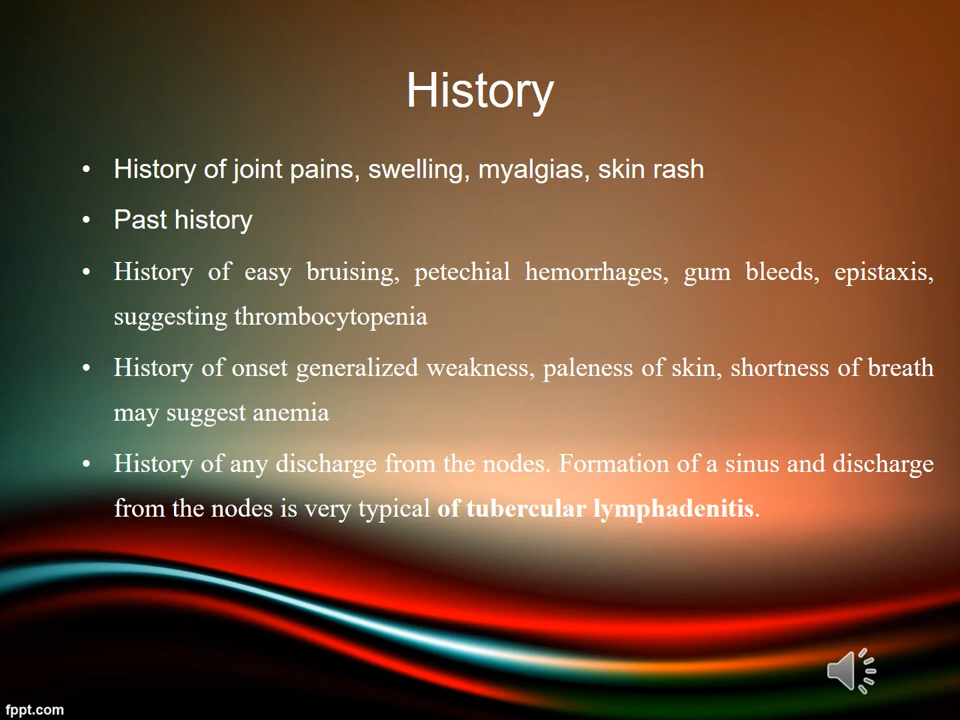 History
• History of joint pains, swelling, myalgias, skin rash
• Past history
• History of easy bruising, petechial hemorrhages, gum bleeds, epistaxis,
suggesting thrombocytopenia
• History of onset generalized weakness, paleness of skin, shortness of breath
may suggest anemia
• History of any discharge from the nodes. Formation of a sinus and discharge
from the nodes is very typical of tubercular lymphadenitis.
fppt.com